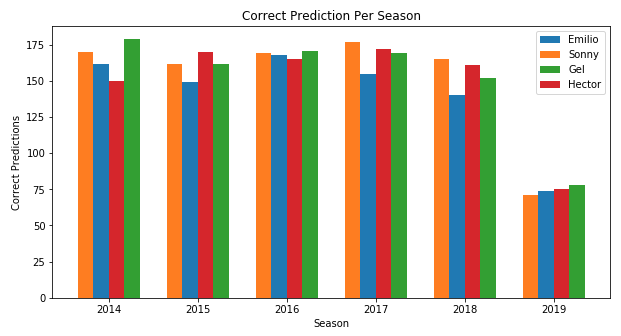 Correct Prediction Per Season
Emilio
Sonny
Gel
Hector
Correct Predictions
175
150
125
100
75
50
25
0
2014 2015 2016 2017 2018 2019
Season